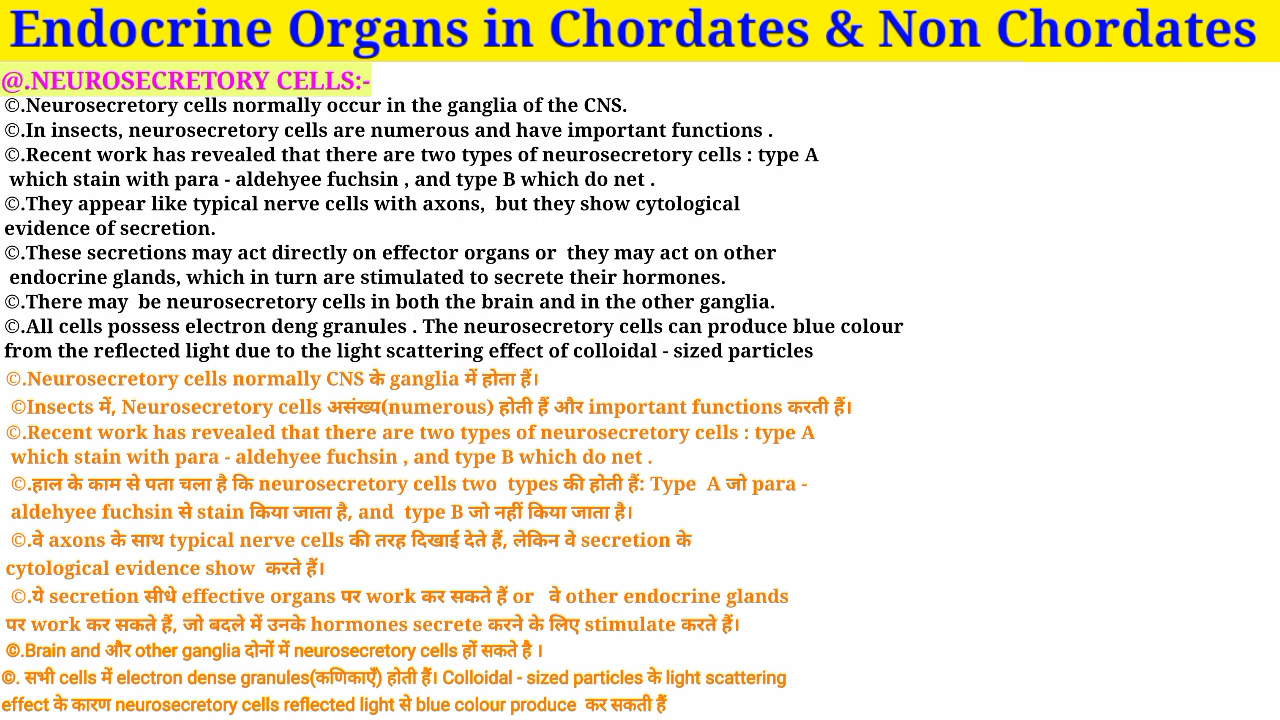 Endocrine Organs in Chordates & Non Chordates
@.NEUROSECRETORY CELLS:-
©.Neurosecretory cells normally occur in the ganglia of the CNS.
©.In insects, neurosecretory cells are numerous and have important functions .
©.Recent work has revealed that there are two types of neurosecretory cells : type A
which stain with para - aldehyee fuchsin , and type B which do net .
©.They appear like typical nerve cells with axons, but they show cytological
evidence of secretion.
©.These secretions may act directly on effector organs or they may act on other
endocrine glands, which in turn are stimulated to secrete their hormones.
©.There may be neurosecretory cells in both the brain and in the other ganglia.
©.All cells possess electron deng granules . The neurosecretory cells can produce blue colour
from the reflected light due to the light scattering effect of colloidal - sized particles
©.Neurosecretory cells normally CNS के ganglia में होता हैं।
©Insects में, Neurosecretory cells असंख्य(numerous) होती हैं और important functions करती हैं।
©.Recent work has revealed that there are two types of neurosecretory cells : type A
which stain with para - aldehyee fuchsin , and type B which do net .
©.हाल के काम से पता चला है कि neurosecretory cells two types की होती हैं: Type A जो para -
aldehyee fuchsin से stain किया जाता है, and type B जो नहीं किया जाता है।
©.वे axons के साथ typical nerve cells की तरह दिखाई देते हैं, लेकिन वे secretion के
cytological evidence show करते हैं।
©.ये secretion सीधे effective organs पर work कर सकते हैं or वे other endocrine glands
पर work कर सकते हैं, जो बदले में उनके hormones secrete करने के लिए stimulate करते हैं।
©.Brain and और other ganglia दोनों में neurosecretory cells हों सकते है ।
©. सभी cells में electron dense granules(कणिकाएँ) होती हैं। Colloidal - sized particles के light scattering
effect के कारण neurosecretory cells reflected light से blue colour produce कर सकती हैं